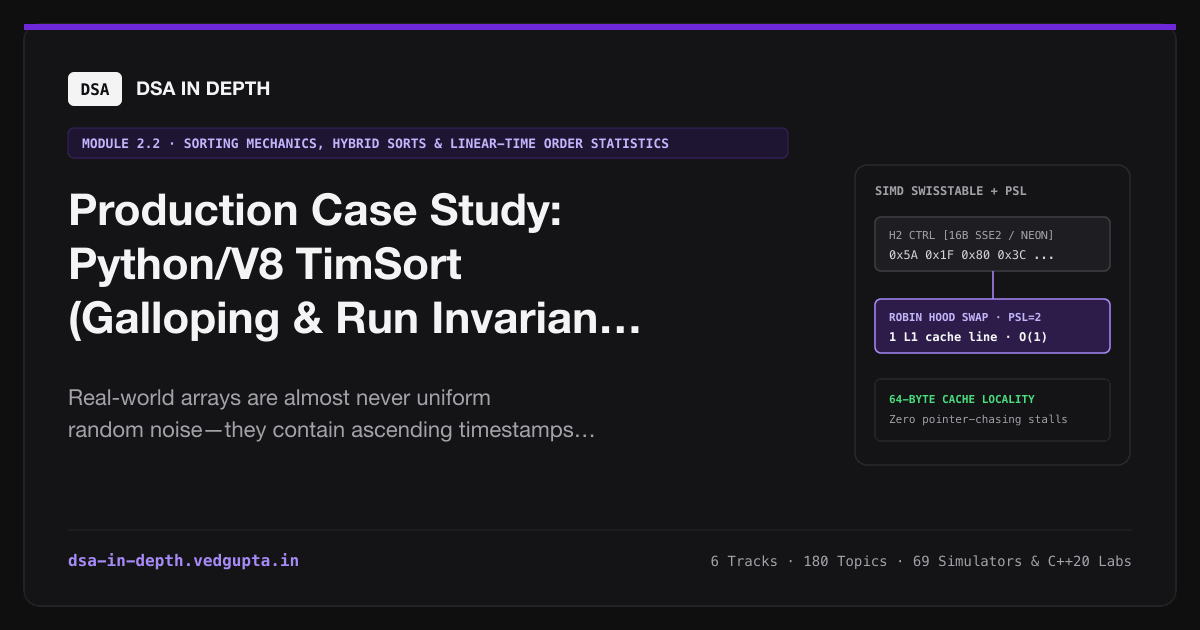 DSA DSA IN DEPTH
MODULE 2.2 · SORTING MECHANICS, HYBRID SORTS & LINEAR-TIME ORDER STATISTICS
Production Case Study:
Python/V8 TimSort
(Galloping & Run Invarian...
Real-world arrays are almost never uniform
random noise—they contain ascending timestamps...
SIMD SWISSTABLE + PSL
H2 CTRL [16B SSE2 / NEON]
0x5A 0x1F 0x80 0x3C ...
ROBIN HOOD SWAP · PSL=2
1 L1 cache line · O(1)
64-BYTE CACHE LOCALITY
Zero pointer-chasing stalls
dsa-in-depth.vedgupta.in
6 Tracks · 180 Topics · 69 Simulators & C++20 Labs